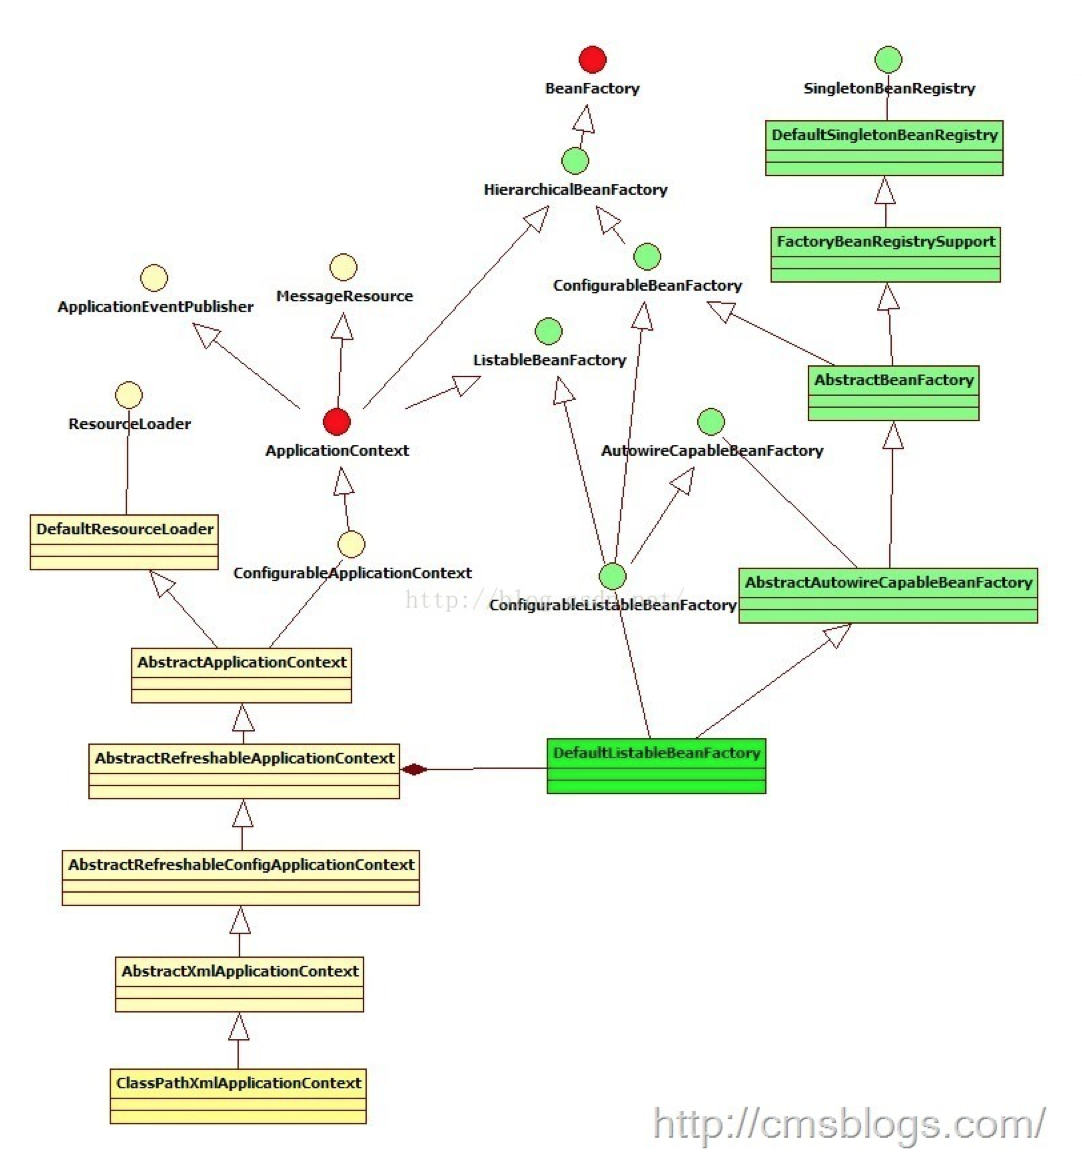 BeanFactory
SingletonBeanRegistry
DefaultSingletonBeanRegistry
HierarchicalBeanFactory
FactoryBeanRegistrySupport
ConfigurableBeanFactory
MessageResource
ApplicationEventPublisher
ListableBeanFactory
AbstractBeanFactory
ResourceLoader
ApplicationContext
AutowireCapableBeanFactory
DefaultResourceLoader
ConfigurableApplicationContext
AbstractAutowireCapableBeanFactory
http://blog.csdn.net/
ConfigurableListableBeanFactory
AbstractApplicationContext
AbstractRefreshableApplicationContext
DefaultListableBeanFactory
AbstractRefreshableConfigApplicationContext
AbstractXmlApplicationContext
ClassPathXmlApplicationContext
http://cmsblogs.com/